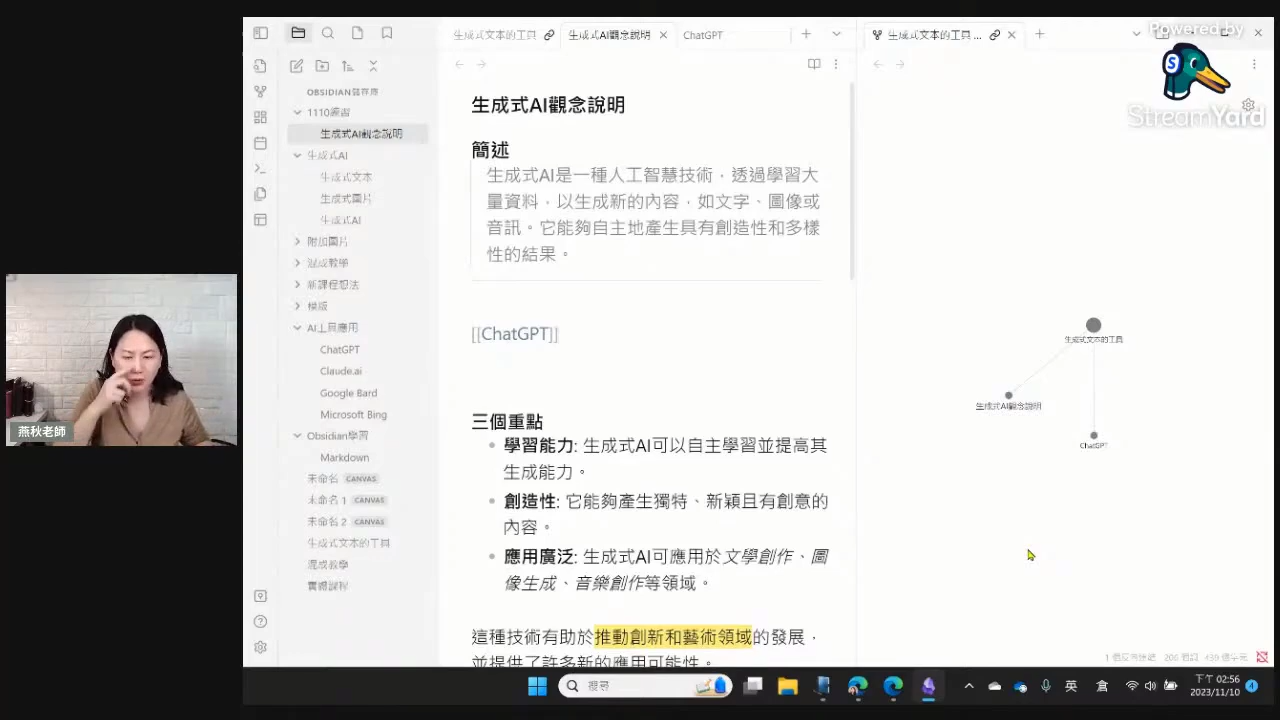 生成式文本的工具
生成式AI觀念說明
ChatGPT
生成式文本的工具 ...
Powered by
StreamYard
OBSIDIAN儲存庫
1110練習
生成式AI觀念說明
生成式AI
生成式文本
生成式圖片
生成式AI
附加圖片
混成教學
新課程想法
模版
AI工具應用
ChatGPT
Claude.ai
Google Bard
Microsoft Bing
Obsidian學習
Markdown
未命名 CANVAS
未命名 1 CANVAS
未命名 2 CANVAS
生成式文本的工具
混成教學
實體課程
生成式AI觀念說明
簡述
生成式AI是一種人工智慧技術，透過學習大
量資料，以生成新的內容，如文字、圖像或
音訊。它能夠自主地產生具有創造性和多樣
性的結果。
[[ChatGPT]]
三個重點
學習能力: 生成式AI可以自主學習並提高其
生成能力。
創造性: 它能夠產生獨特、新穎且有創意的
內容。
應用廣泛: 生成式AI可應用於文學創作、圖
像生成、音樂創作等領域。
這種技術有助於推動創新和藝術領域的發展，
並提供了許多新的應用可能性。
生成式文本的工具
生成式AI觀念說明
ChatGPT
燕秋老師
搜尋
英
下午 02:56
2023/11/10
4